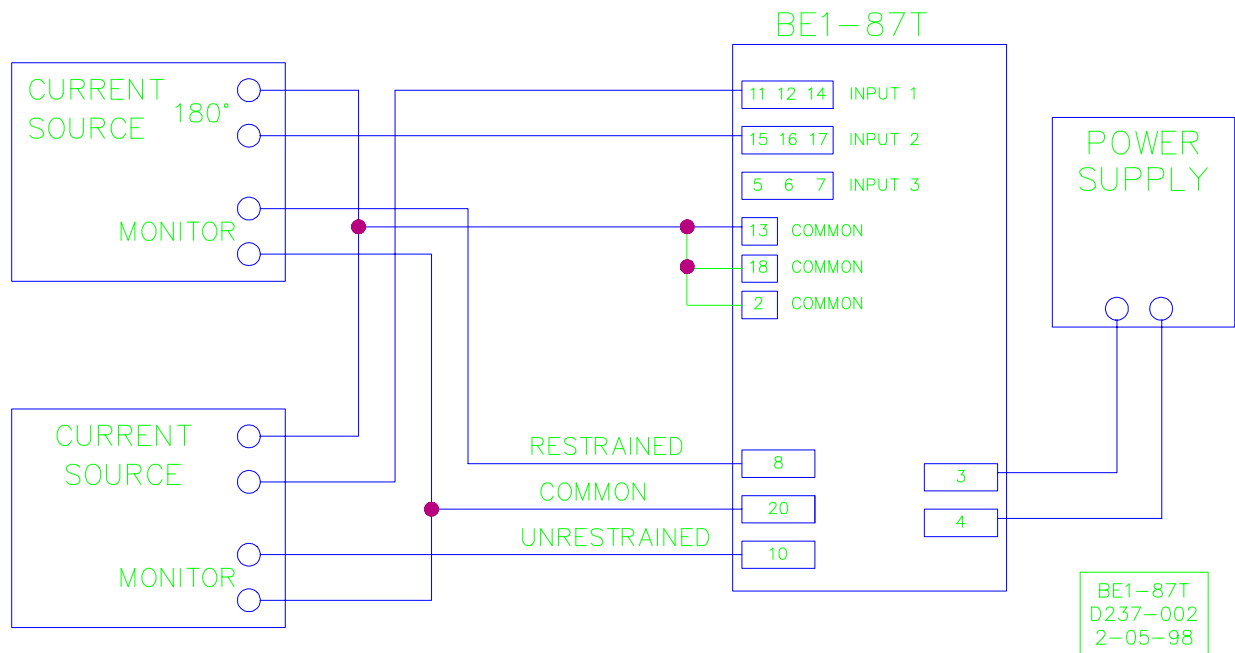 BE1-87T
CURRENT
SOURCE
180°
MONITOR
11 12 14 INPUT 1
15 16 17 INPUT 2
5 6 7 INPUT 3
13 COMMON
18 COMMON
2 COMMON
POWER
SUPPLY
CURRENT
SOURCE
MONITOR
RESTRAINED
8
COMMON
20
UNRESTRAINED
10
3
4
BE1-87T
D237-002
2-05-98